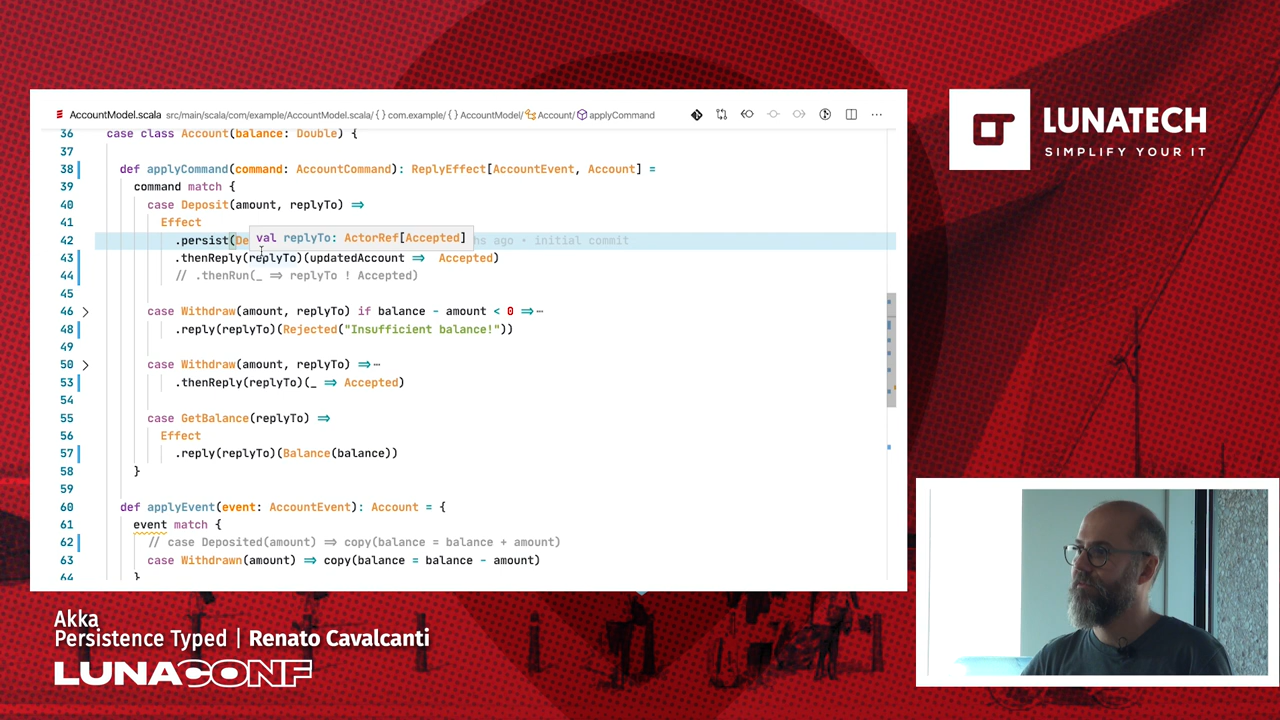 AccountModel.scala src/main/scala/com/example/AccountModel.scala/{ } com.example/{ } AccountModel/ Account/ applyCommand
36 case class Account(balance: Double) {
37
38 def applyCommand(command: AccountCommand): ReplyEffect[AccountEvent, Account] =
39 command match {
40 case Deposit(amount, replyTo) ⇒
41 Effect
val replyTo: ActorRef[Accepted]
42 .persist(De hs ago • initial commit
43 .thenReply(replyTo)(updatedAccount ⇒ Accepted)
44 // .thenRun(_ ⇒ replyTo ! Accepted)
45
46 case Withdraw(amount, replyTo) if balance - amount < 0 ⇒⋯
48 .reply(replyTo)(Rejected("Insufficient balance!"))
49
50 case Withdraw(amount, replyTo) ⇒⋯
53 .thenReply(replyTo)(_ ⇒ Accepted)
54
55 case GetBalance(replyTo) ⇒
56 Effect
57 .reply(replyTo)(Balance(balance))
58 }
59
60 def applyEvent(event: AccountEvent): Account = {
61 event match {
62 // case Deposited(amount) ⇒ copy(balance = balance + amount)
63 case Withdrawn(amount) ⇒ copy(balance = balance - amount)
64 }
LUNATECH
SIMPLIFY YOUR IT
Akka
Persistence Typed | Renato Cavalcanti
LUNACONF